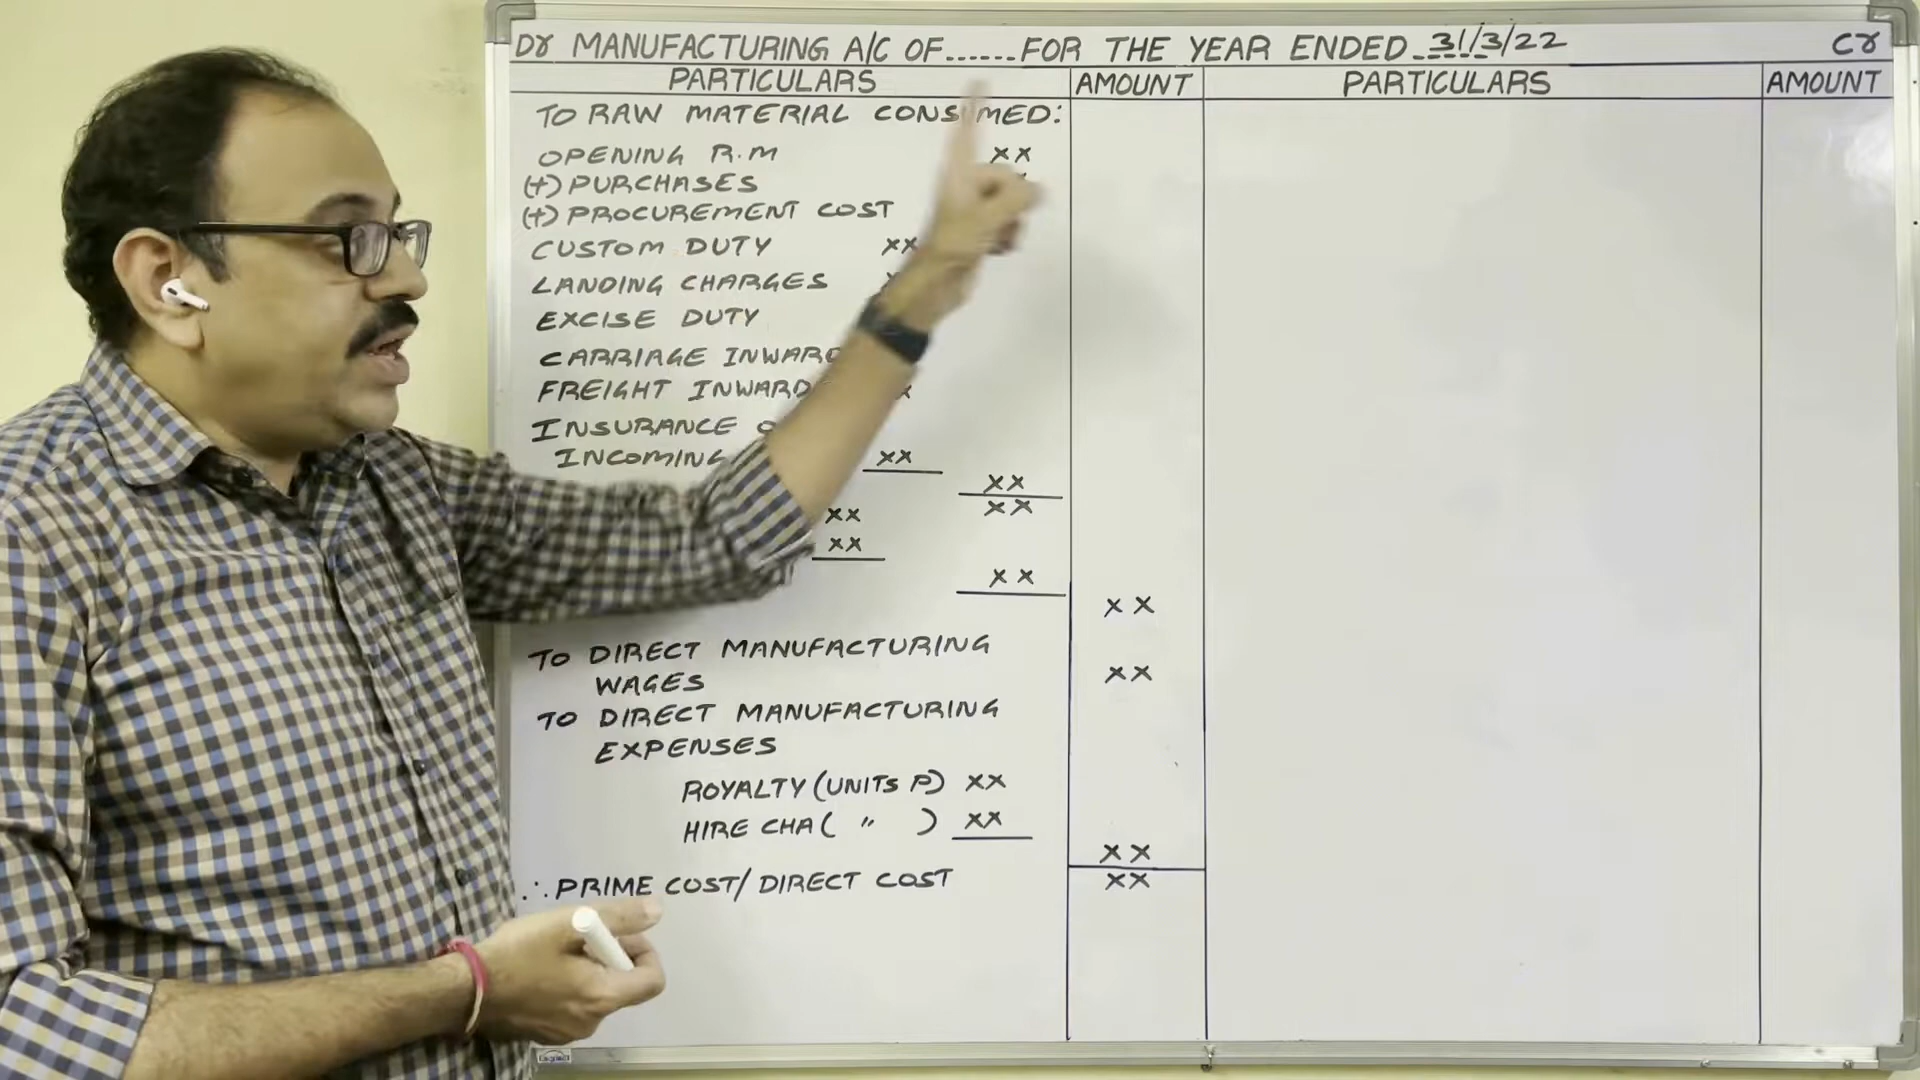 Dr MANUFACTURING A/C OF......FOR THE YEAR ENDED 31/3/22 Cr
PARTICULARS AMOUNT PARTICULARS AMOUNT
TO RAW MATERIAL CONSUMED:
OPENING R.M XX
(+) PURCHASES
(+) PROCUREMENT COST
CUSTOM DUTY XX
LANDING CHARGES
EXCISE DUTY
CARRIAGE INWARD
FREIGHT INWARD
INSURANCE
INCOMING XX
XX
XX XX
XX
XX
XX
TO DIRECT MANUFACTURING
WAGES XX
TO DIRECT MANUFACTURING
EXPENSES
ROYALTY (UNITS P) XX
HIRE CHA ( " ) XX
XX
∴ PRIME COST/DIRECT COST XX